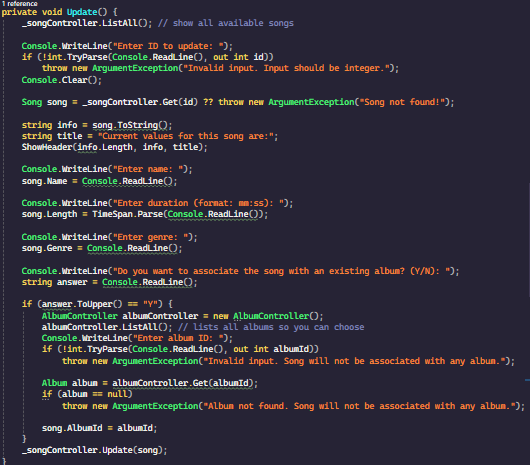 1 reference
private void Update() {
_songController.ListAll(); // show all available songs
Console.WriteLine("Enter ID to update: ");
if (!int.TryParse(Console.ReadLine(), out int id))
throw new ArgumentException("Invalid input. Input should be integer.");
Console.Clear();
Song song = _songController.Get(id) ?? throw new ArgumentException("Song not found!");
string info = song.ToString();
string title = "Current values for this song are:";
ShowHeader(info.Length, info, title);
Console.WriteLine("Enter name: ");
song.Name = Console.ReadLine();
Console.WriteLine("Enter duration (format: mm:ss): ");
song.Length = TimeSpan.Parse(Console.ReadLine());
Console.WriteLine("Enter genre: ");
song.Genre = Console.ReadLine();
Console.WriteLine("Do you want to associate the song with an existing album? (Y/N): ");
string answer = Console.ReadLine();
if (answer.ToUpper() == "Y") {
AlbumController albumController = new AlbumController();
albumController.ListAll(); // lists all albums so you can choose
Console.WriteLine("Enter album ID: ");
if (!int.TryParse(Console.ReadLine(), out int albumId))
throw new ArgumentException("Invalid input. Song will not be associated with any album.");
Album album = albumController.Get(albumId);
if (album == null)
throw new ArgumentException("Album not found. Song will not be associated with any album.");
song.AlbumId = albumId;
}
_songController.Update(song);
}